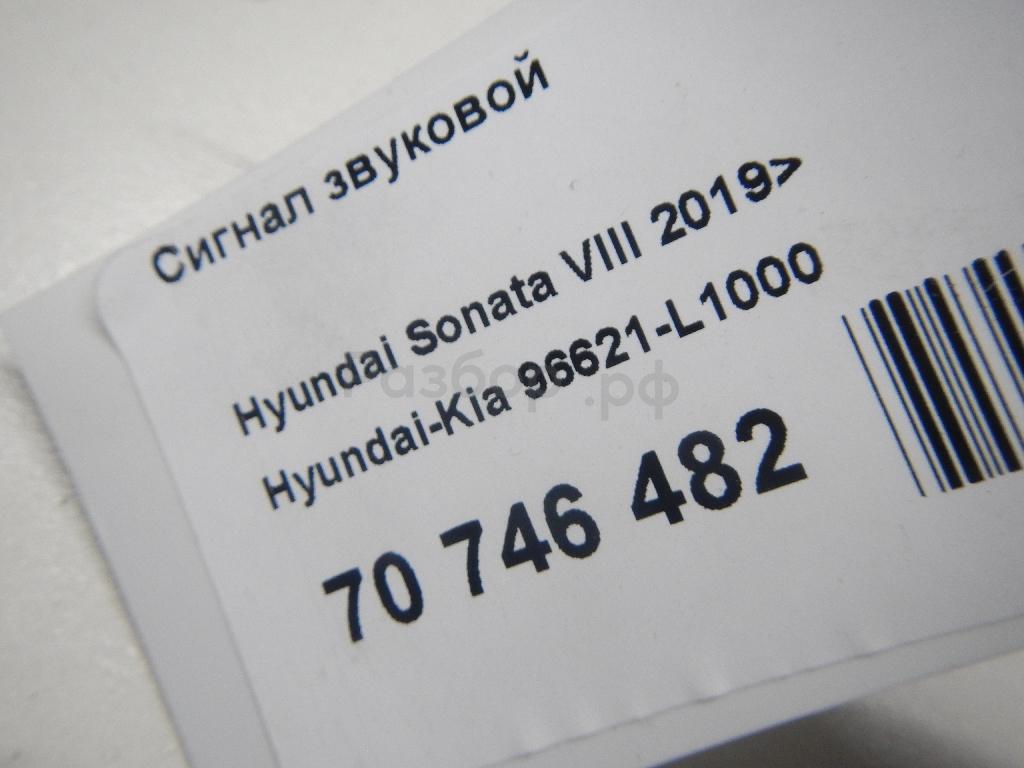 Сигнал звуковой
Hyundai Sonata VIII 2019>
Hyundai-Kia 96621-L1000
70 746 482